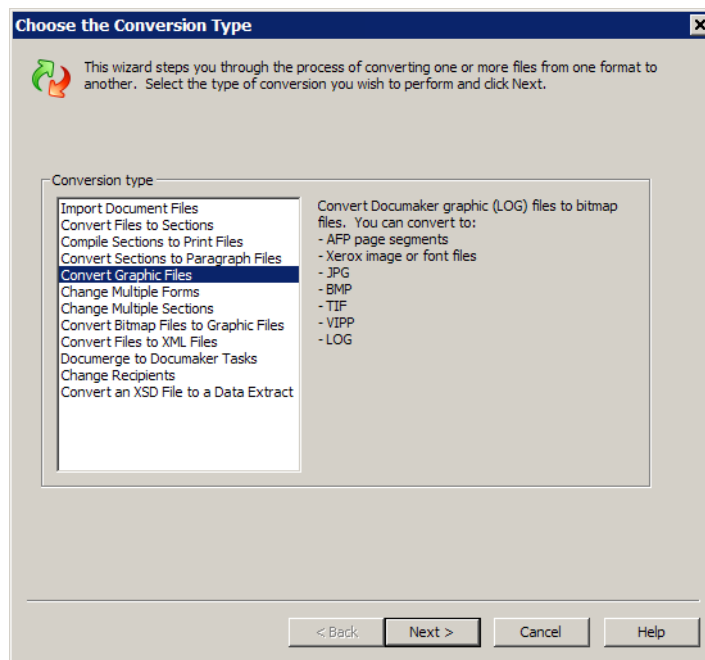 Choose the Conversion Type
This wizard steps you through the process of converting one or more files from one format to
another.  Select the type of conversion you wish to perform and click Next.
Conversion type
Import Document Files
Convert Files to Sections
Compile Sections to Print Files
Convert Sections to Paragraph Files
Convert Graphic Files
Change Multiple Forms
Change Multiple Sections
Convert Bitmap Files to Graphic Files
Convert Files to XML Files
Documerge to Documaker Tasks
Change Recipients
Convert an XSD File to a Data Extract
Convert Documaker graphic (LOG) files to bitmap
files.  You can convert to:
- AFP page segments
- Xerox image or font files
- JPG
- BMP
- TIF
- VIPP
- LOG
< Back
Next >
Cancel
Help